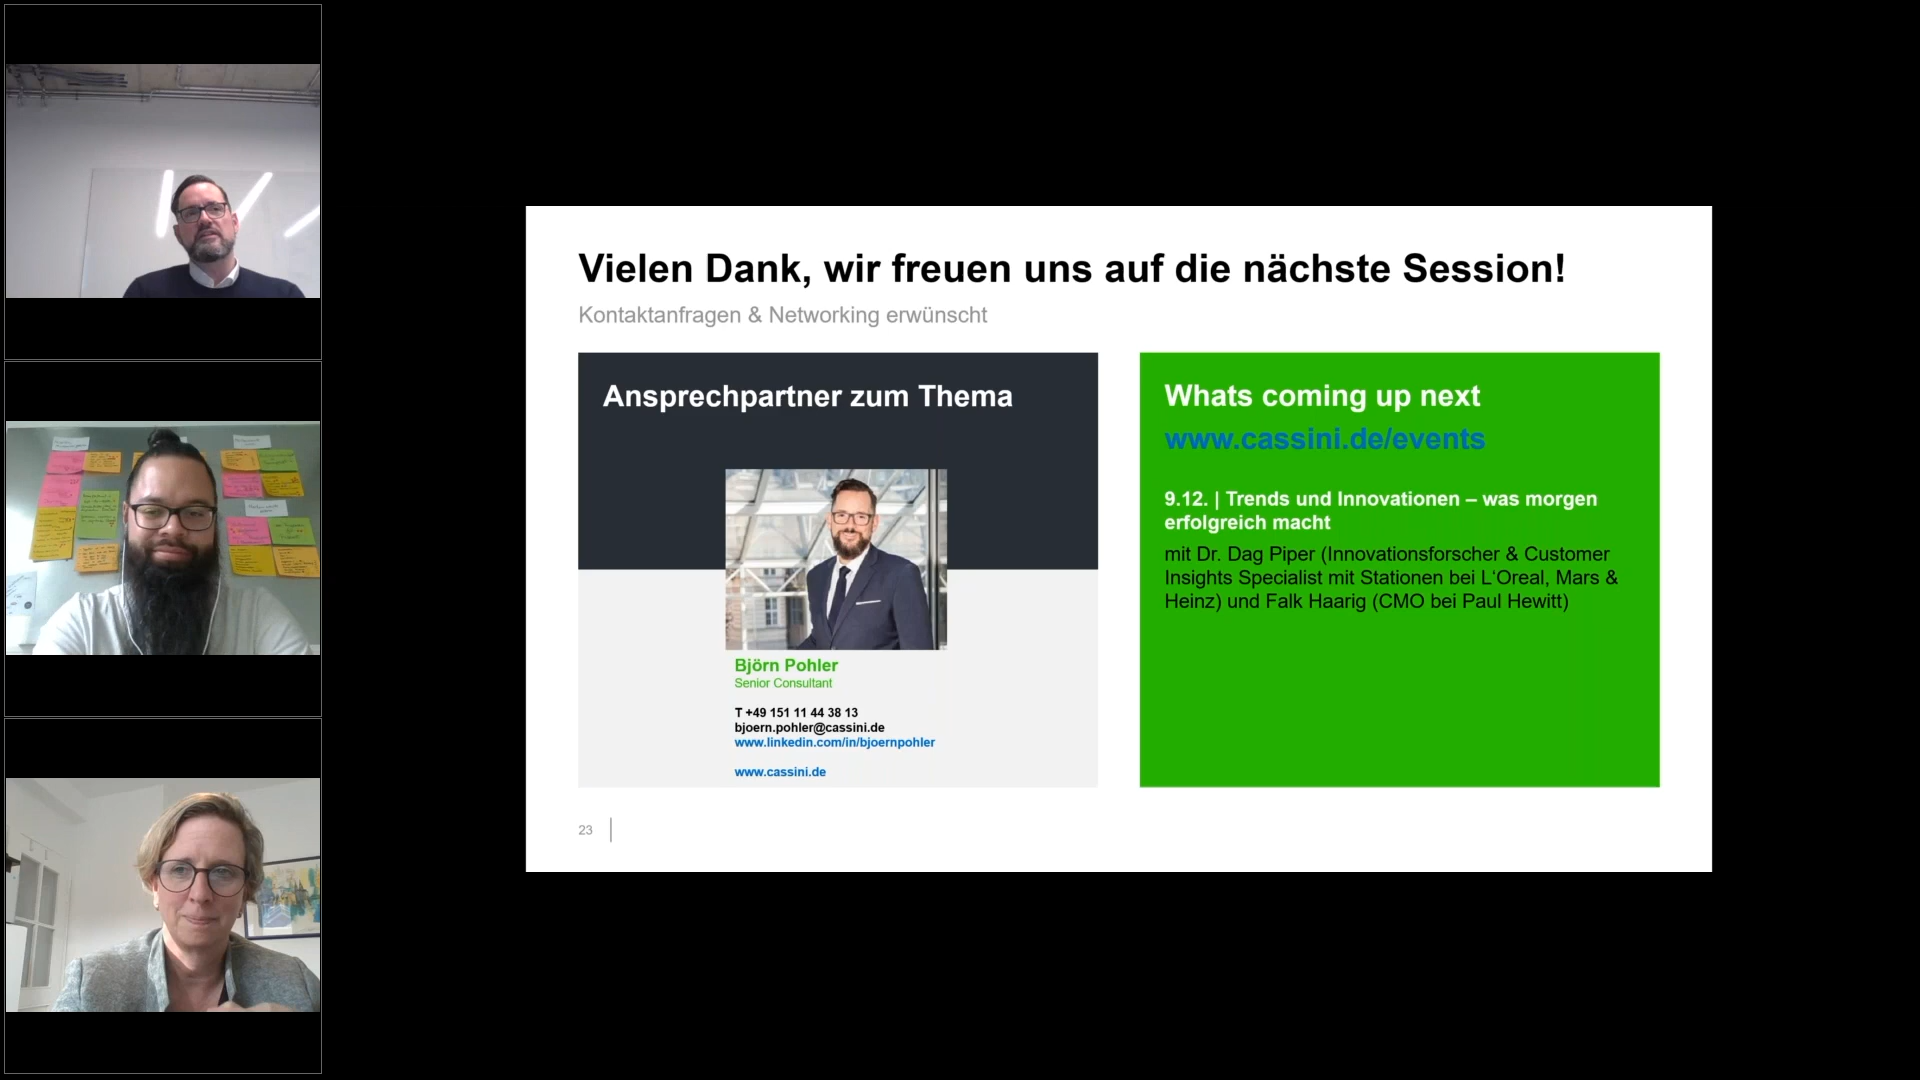 Vielen Dank, wir freuen uns auf die nächste Session!
Kontaktanfragen & Networking erwünscht
Ansprechpartner zum Thema
Björn Pohler
Senior Consultant
T +49 151 11 44 38 13
bjoern.pohler@cassini.de
www.linkedin.com/in/bjoernpohler
www.cassini.de
Whats coming up next
www.cassini.de/events
9.12. | Trends und Innovationen – was morgen
erfolgreich macht
mit Dr. Dag Piper (Innovationsforscher & Customer
Insights Specialist mit Stationen bei L‘Oreal, Mars &
Heinz) und Falk Haarig (CMO bei Paul Hewitt)
23